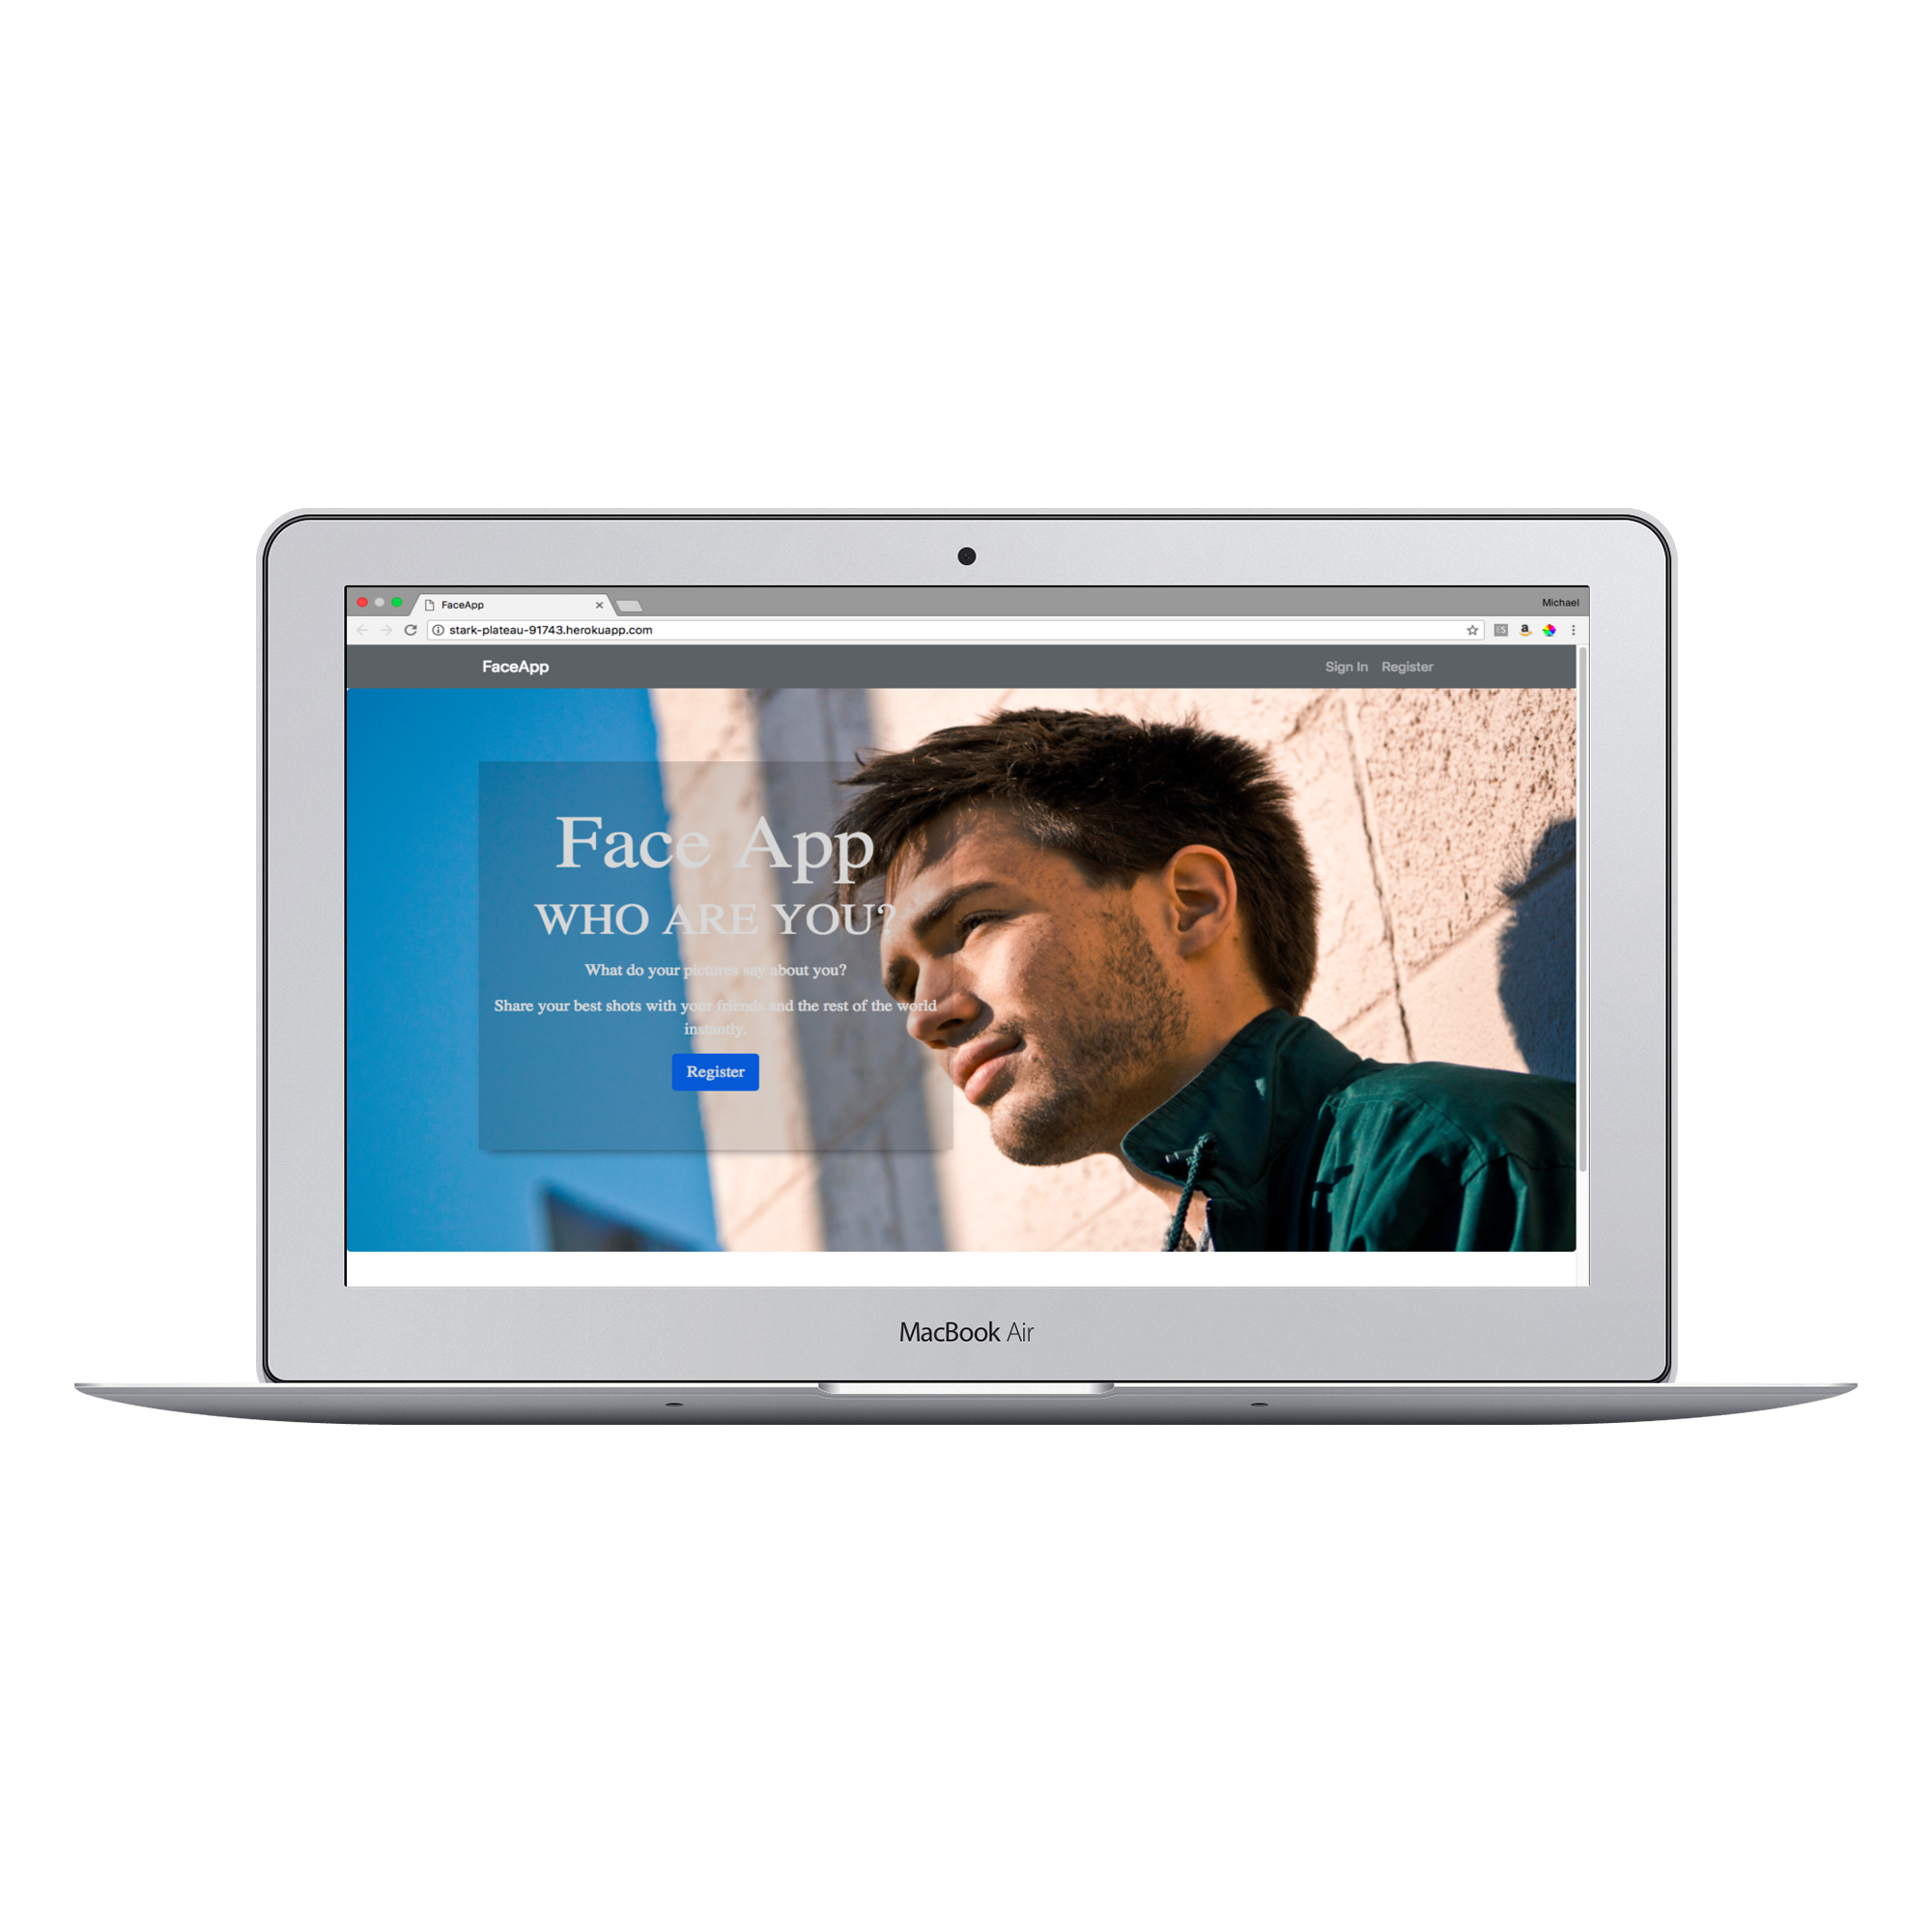 FaceApp
Michael
stark-plateau-91743.herokuapp.com
ES
a
FaceApp
Sign In Register
Face App
WHO ARE YOU?
What do your pictures say about you?
Share your best shots with your friends and the rest of the world
instantly.
Register
MacBook Air